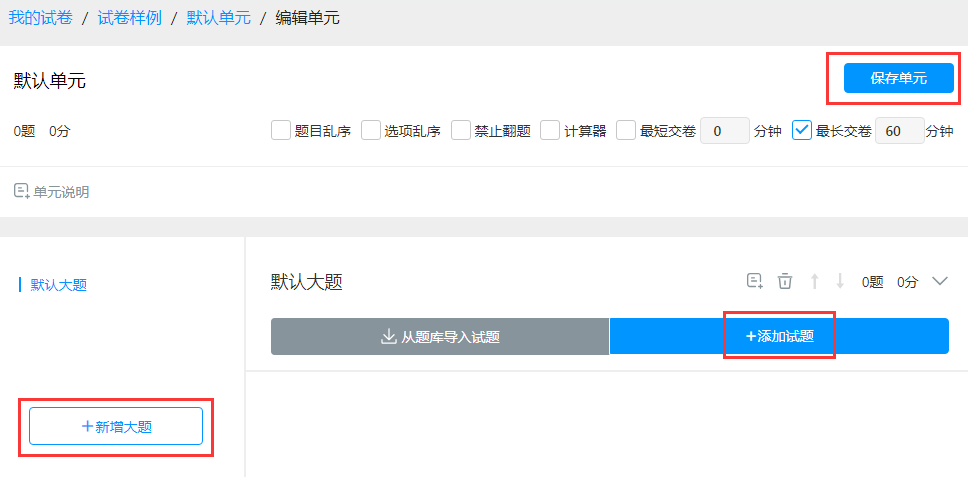 我的试卷 / 试卷样例 / 默认单元 / 编辑单元
默认单元
保存单元
0题 0分 题目乱序 选项乱序 禁止翻题 计算器 最短交卷 0 分钟 最长交卷 60 分钟
单元说明
默认大题
默认大题 0题 0分
从题库导入试题 +添加试题
+新增大题